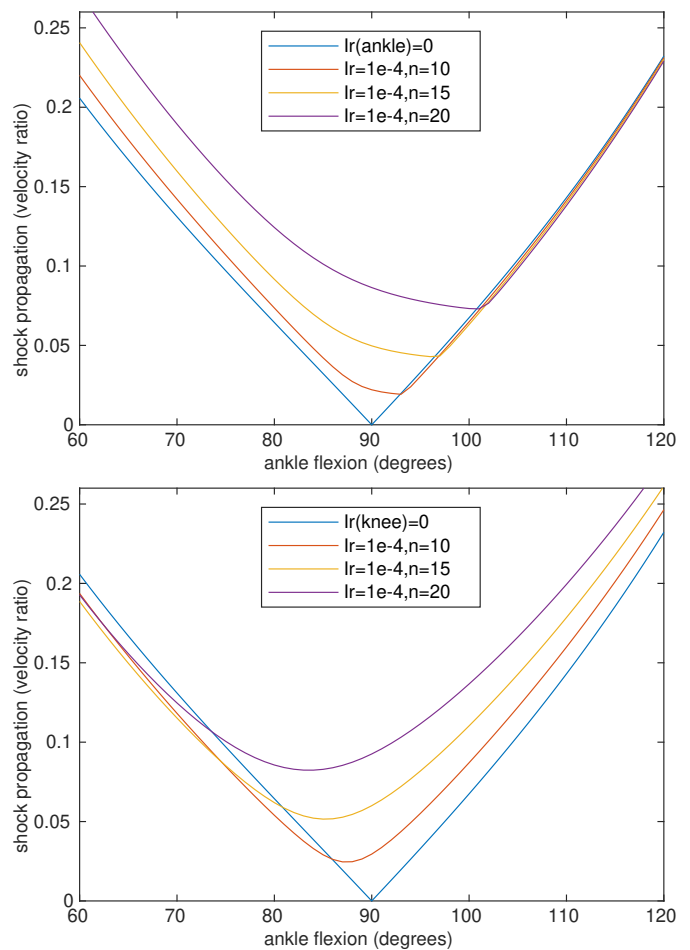 0.25
0.2
0.15
0.1
0.05
0
shock propagation (velocity ratio)
Ir(ankle)=0
Ir=1e-4,n=10
Ir=1e-4,n=15
Ir=1e-4,n=20
60 70 80 90 100 110 120
ankle flexion (degrees)
0.25
0.2
0.15
0.1
0.05
0
shock propagation (velocity ratio)
Ir(knee)=0
Ir=1e-4,n=10
Ir=1e-4,n=15
Ir=1e-4,n=20
60 70 80 90 100 110 120
ankle flexion (degrees)